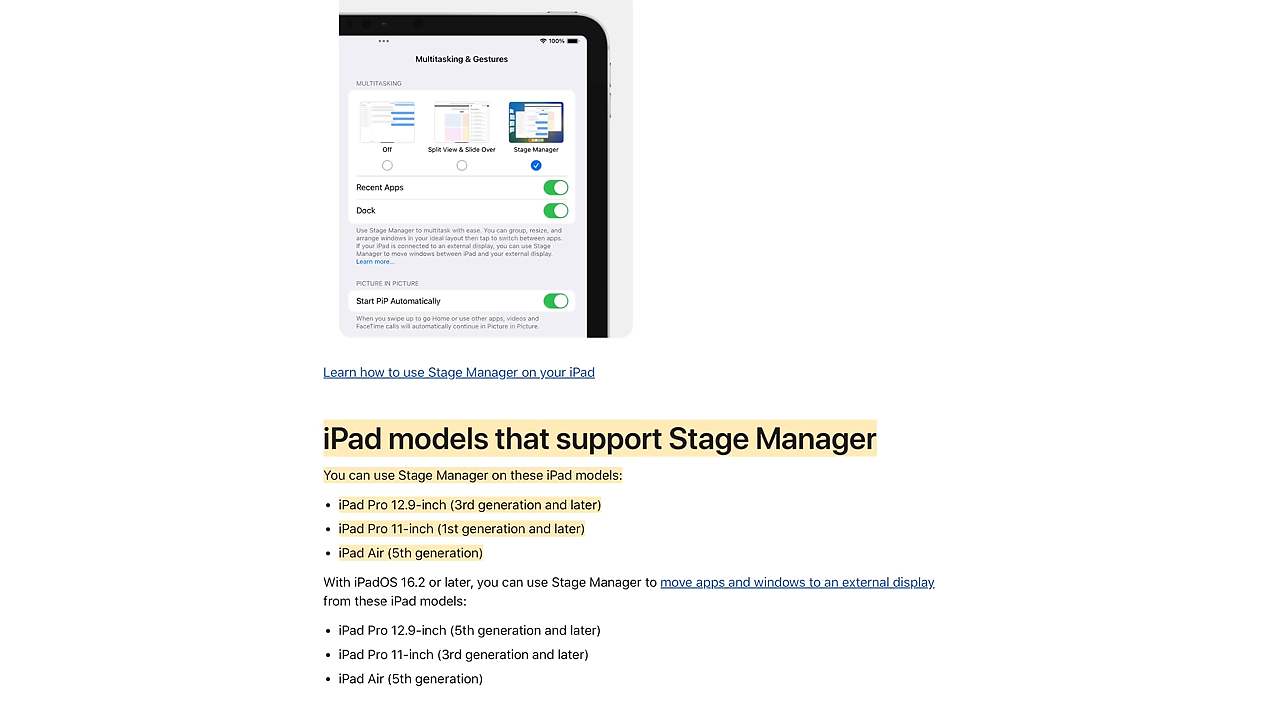 100%
Multitasking & Gestures
MULTITASKING
Off
Split View & Slide Over
Stage Manager
Recent Apps
Dock
Use Stage Manager to multitask with ease. You can group, resize, and
arrange windows in your ideal layout then tap to switch between apps.
If your iPad is connected to an external display, you can use Stage
Manager to move windows between iPad and your external display.
Learn more...
PICTURE IN PICTURE
Start PiP Automatically
When you swipe up to go Home or use other apps, videos and
FaceTime calls will automatically continue in Picture in Picture.
Learn how to use Stage Manager on your iPad
iPad models that support Stage Manager
You can use Stage Manager on these iPad models:
• iPad Pro 12.9-inch (3rd generation and later)
• iPad Pro 11-inch (1st generation and later)
• iPad Air (5th generation)
With iPadOS 16.2 or later, you can use Stage Manager to move apps and windows to an external display
from these iPad models:
• iPad Pro 12.9-inch (5th generation and later)
• iPad Pro 11-inch (3rd generation and later)
• iPad Air (5th generation)